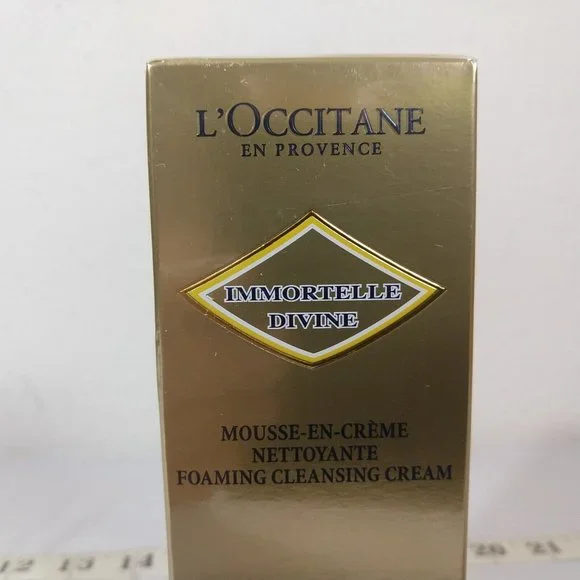 L'OCCITANE
EN PROVENCE
IMMORTELLE
DIVINE
MOUSSE-EN-CRÈME
NETTOYANTE
FOAMING CLEANSING CREAM
12 13 14 20 21